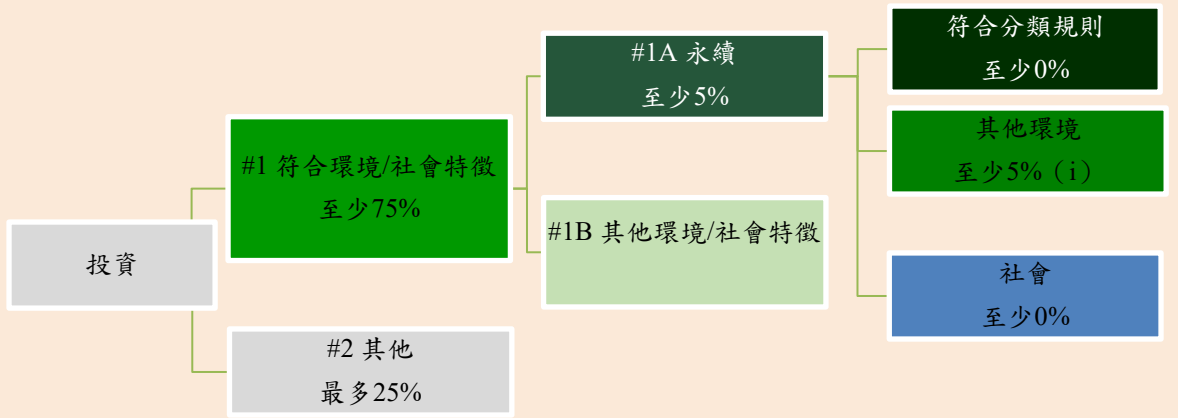 投資
#1 符合環境/社會特徵
至少75%
#2 其他
最多25%
#1A 永續
至少5%
#1B 其他環境/社會特徵
符合分類規則
至少0%
其他環境
至少5%（i）
社會
至少0%